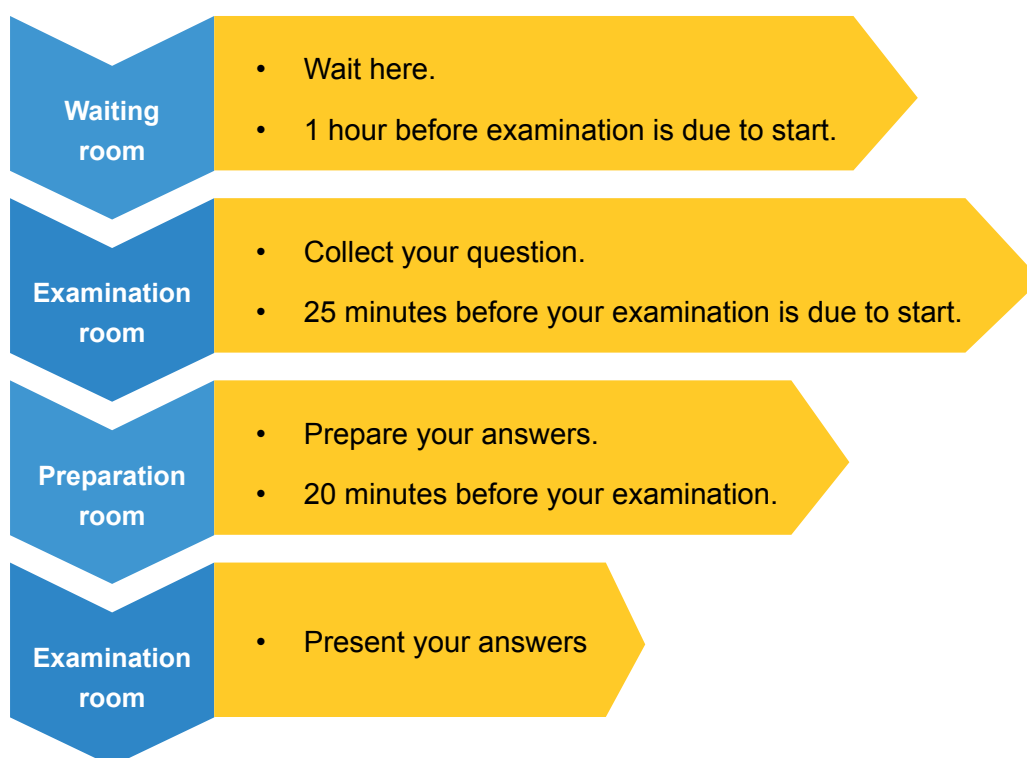 Waiting
room
• Wait here.
• 1 hour before examination is due to start.
Examination
room
• Collect your question.
• 25 minutes before your examination is due to start.
Preparation
room
• Prepare your answers.
• 20 minutes before your examination.
Examination
room
• Present your answers